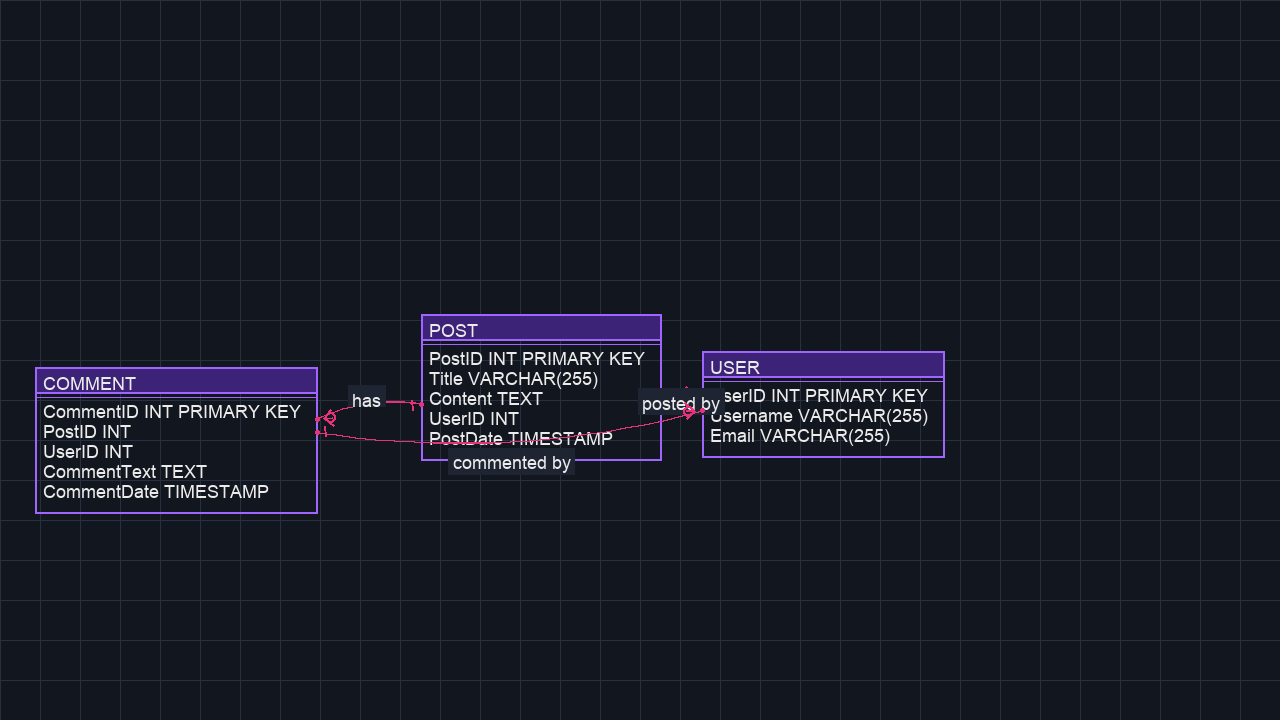 POST
PostID INT PRIMARY KEY
Title VARCHAR(255)
Content TEXT
UserID INT
PostDate TIMESTAMP
USER
UserID INT PRIMARY KEY
Username VARCHAR(255)
Email VARCHAR(255)
COMMENT
CommentID INT PRIMARY KEY
PostID INT
UserID INT
CommentText TEXT
CommentDate TIMESTAMP
has
posted by
commented by